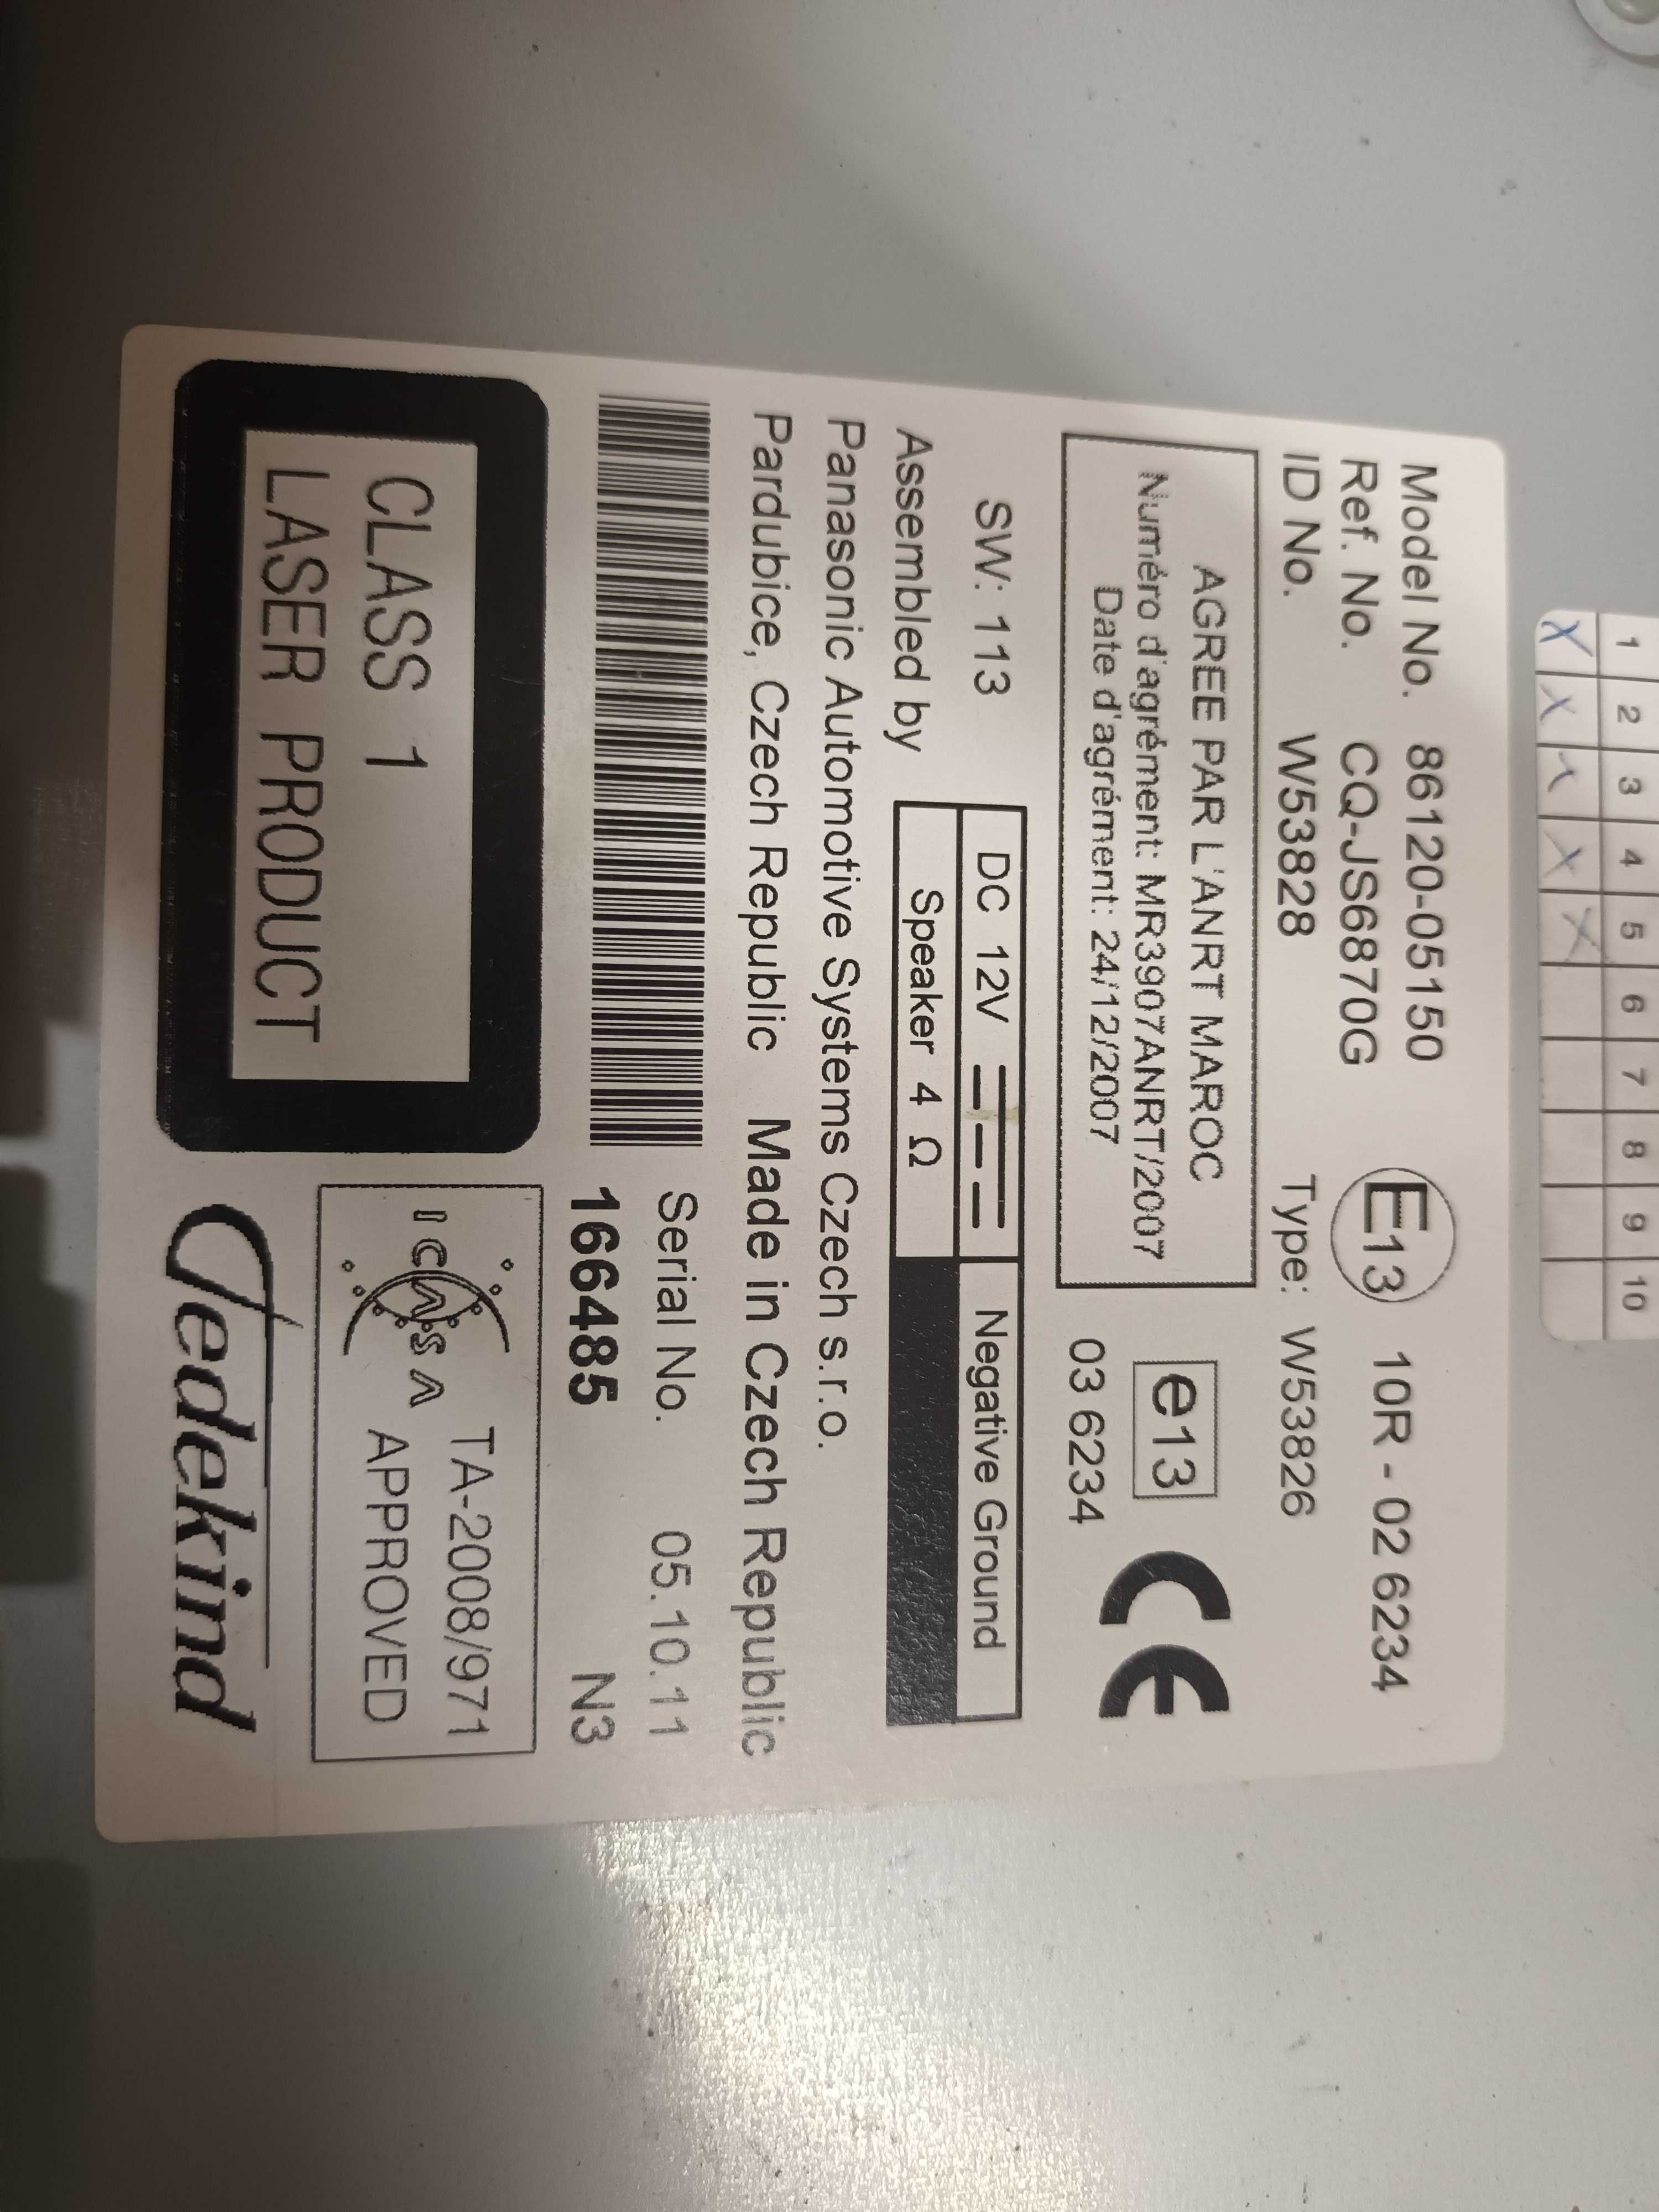 1 2 3 4 5 6 7 8 9 10
X X X X X
Model No. 86120-05150
Ref. No. CQ-JS6870G
ID No. W53828
E13 10R - 02 6234
Type: W53826
AGREE PAR L'ANRT MAROC
Numéro d'agrément: MR3907ANRT/2007
Date d'agrément: 24/12/2007
e13
03 6234
CE
SW: 113
DC 12V
Negative Ground
Speaker 4 Ω
Assembled by
Panasonic Automotive Systems Czech s.r.o.
Pardubice, Czech Republic Made in Czech Republic
Serial No. 05.10.11
166485 N3
CLASS 1
LASER PRODUCT
ICASA
TA-2008/971
APPROVED